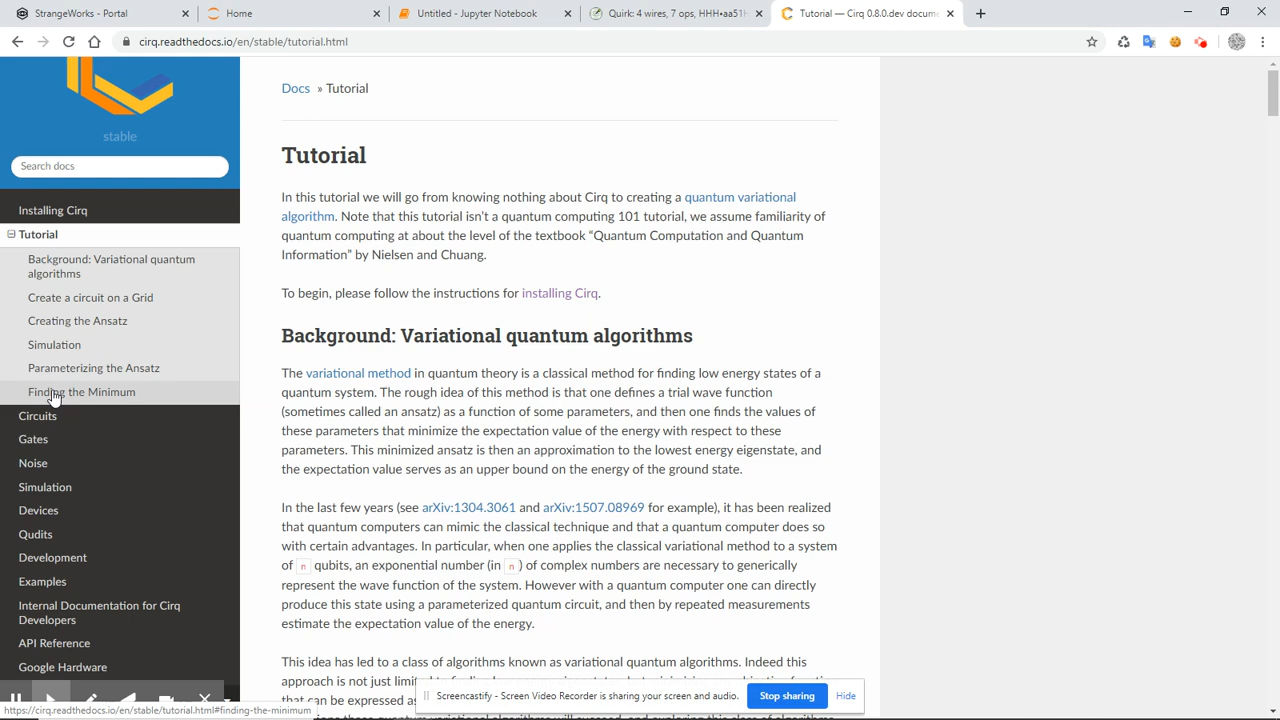 StrangeWorks - Portal
Home
Untitled - Jupyter Notebook
Quirk: 4 wires, 7 ops, HHH•aa51H
Tutorial — Cirq 0.8.0.dev docume
cirq.readthedocs.io/en/stable/tutorial.html
stable
Search docs
Installing Cirq
Tutorial
Background: Variational quantum
algorithms
Create a circuit on a Grid
Creating the Ansatz
Simulation
Parameterizing the Ansatz
Finding the Minimum
Circuits
Gates
Noise
Simulation
Devices
Qudits
Development
Examples
Internal Documentation for Cirq
Developers
API Reference
Google Hardware
https://cirq.readthedocs.io/en/stable/tutorial.html#finding-the-minimum
Docs » Tutorial
Tutorial
In this tutorial we will go from knowing nothing about Cirq to creating a quantum variational
algorithm. Note that this tutorial isn't a quantum computing 101 tutorial, we assume familiarity of
quantum computing at about the level of the textbook “Quantum Computation and Quantum
Information” by Nielsen and Chuang.
To begin, please follow the instructions for installing Cirq.
Background: Variational quantum algorithms
The variational method in quantum theory is a classical method for finding low energy states of a
quantum system. The rough idea of this method is that one defines a trial wave function
(sometimes called an ansatz) as a function of some parameters, and then one finds the values of
these parameters that minimize the expectation value of the energy with respect to these
parameters. This minimized ansatz is then an approximation to the lowest energy eigenstate, and
the expectation value serves as an upper bound on the energy of the ground state.
In the last few years (see arXiv:1304.3061 and arXiv:1507.08969 for example), it has been realized
that quantum computers can mimic the classical technique and that a quantum computer does so
with certain advantages. In particular, when one applies the classical variational method to a system
of n qubits, an exponential number (in n) of complex numbers are necessary to generically
represent the wave function of the system. However with a quantum computer one can directly
produce this state using a parameterized quantum circuit, and then by repeated measurements
estimate the expectation value of the energy.
This idea has led to a class of algorithms known as variational quantum algorithms. Indeed this
approach is not just limit
that can be expressed a
Screencastify - Screen Video Recorder is sharing your screen and audio.
Stop sharing
Hide